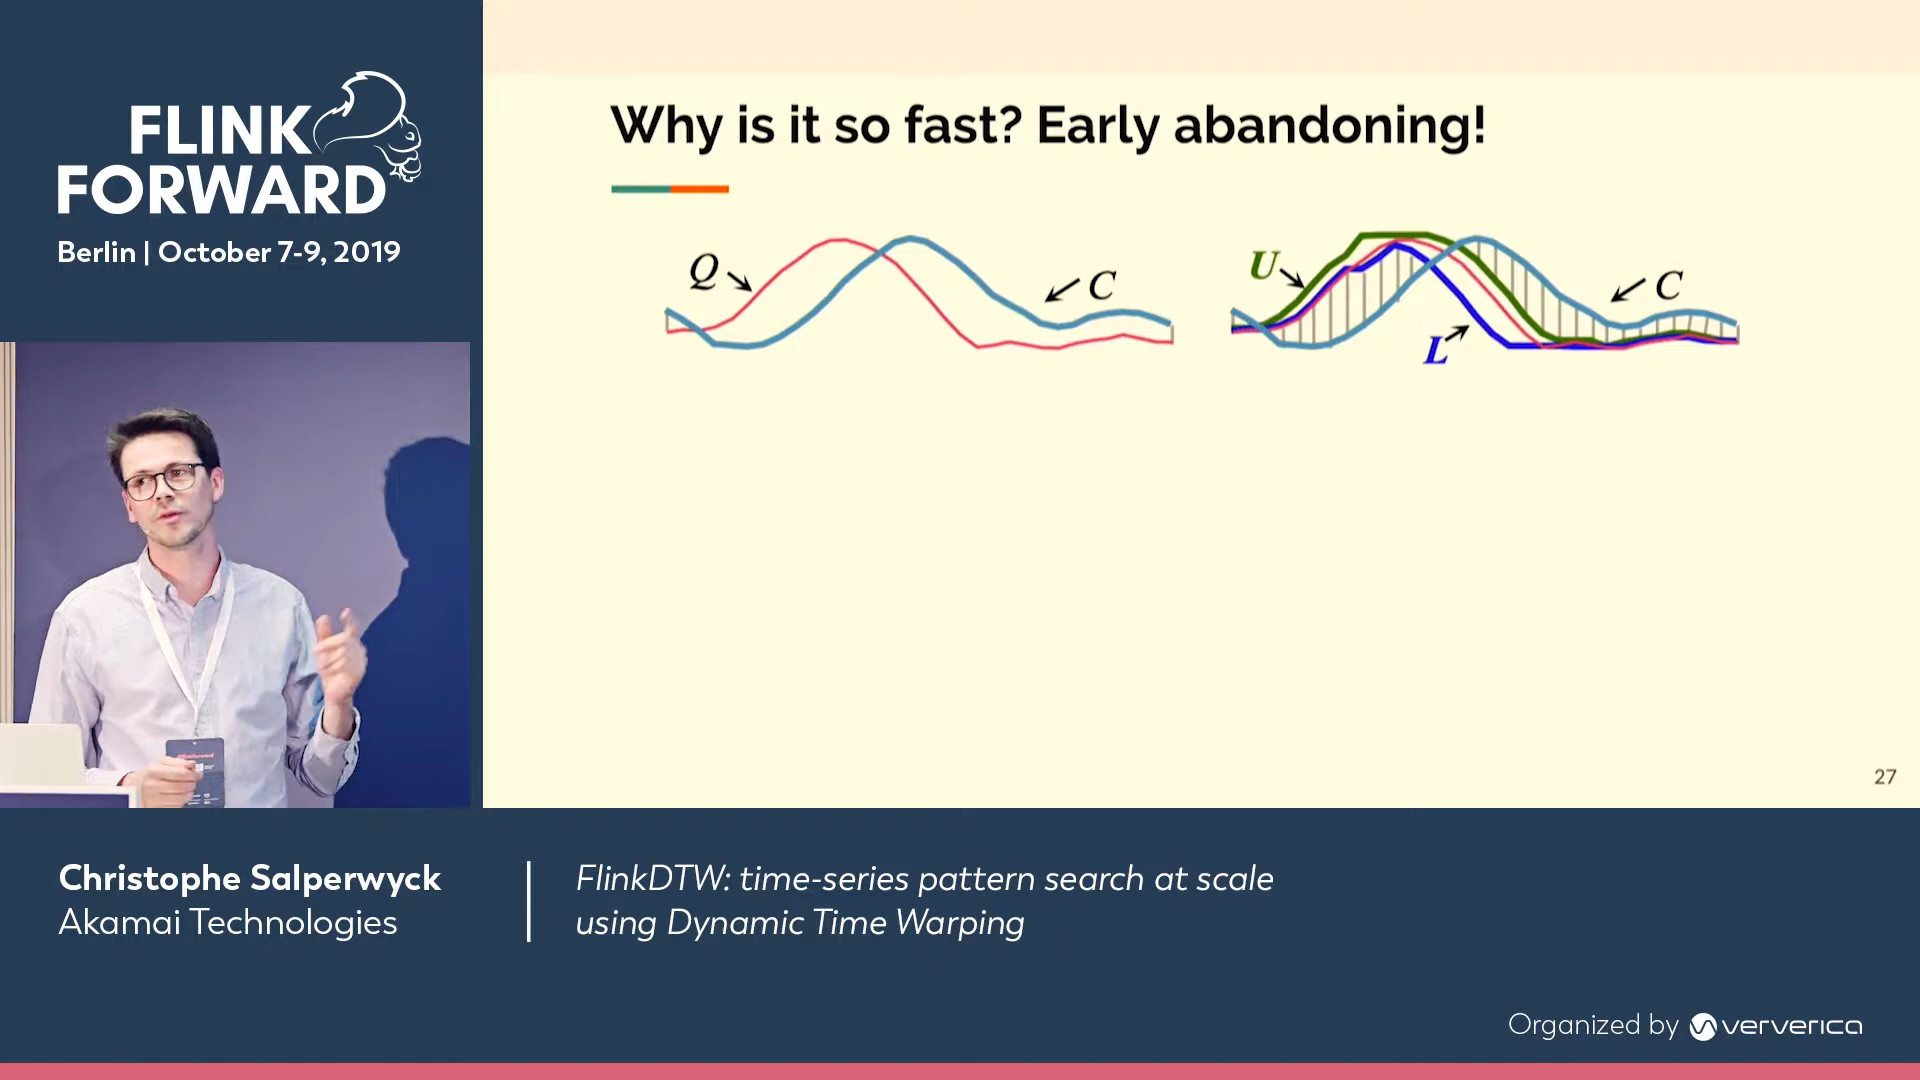 FLINK
FORWARD
Berlin | October 7-9, 2019
Why is it so fast? Early abandoning!
Q
C
U
L
C
27
Christophe Salperwyck
Akamai Technologies
FlinkDTW: time-series pattern search at scale
using Dynamic Time Warping
Organized by ververica